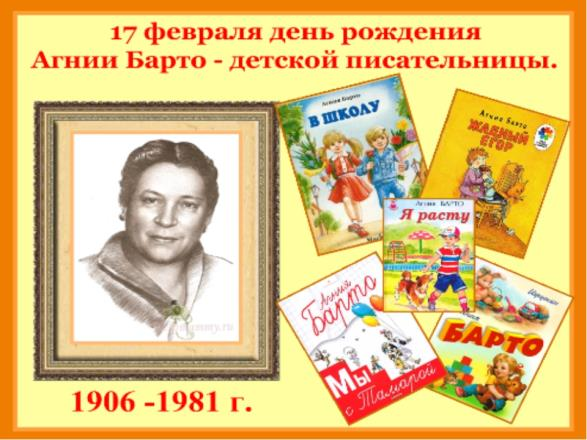 17 февраля день рождения
Агнии Барто - детской писательницы.
Агния Барто
В ШКОЛУ
Агния Барто
ЖАДНЫЙ
ЕГОР
Агния БАРТО
Я расту
Агния
Барто
Мы
с Тамарой
Игрушки
БАРТО
1906 -1981 г.